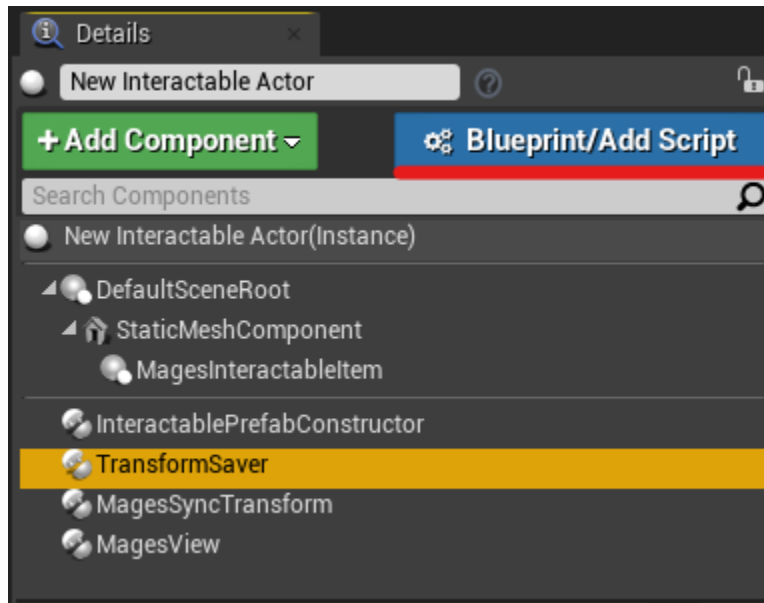 Details
New Interactable Actor
+ Add Component
Blueprint/Add Script
Search Components
New Interactable Actor(Instance)
DefaultSceneRoot
StaticMeshComponent
MagesInteractableItem
InteractablePrefabConstructor
TransformSaver
MagesSyncTransform
MagesView